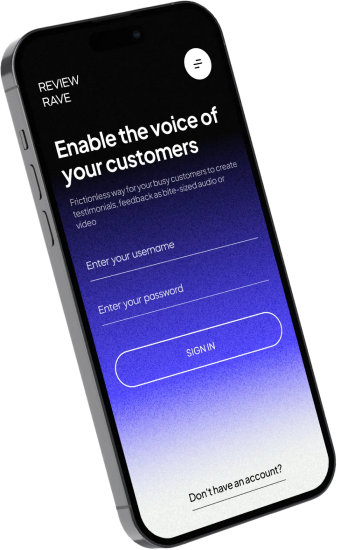 REVIEW
RAVE
Enable the voice of
your customers
Frictionless way for your busy customers to create
testimonials, feedback as bite-sized audio or
video
Enter your username
Enter your password
SIGN IN
Don't have an account?